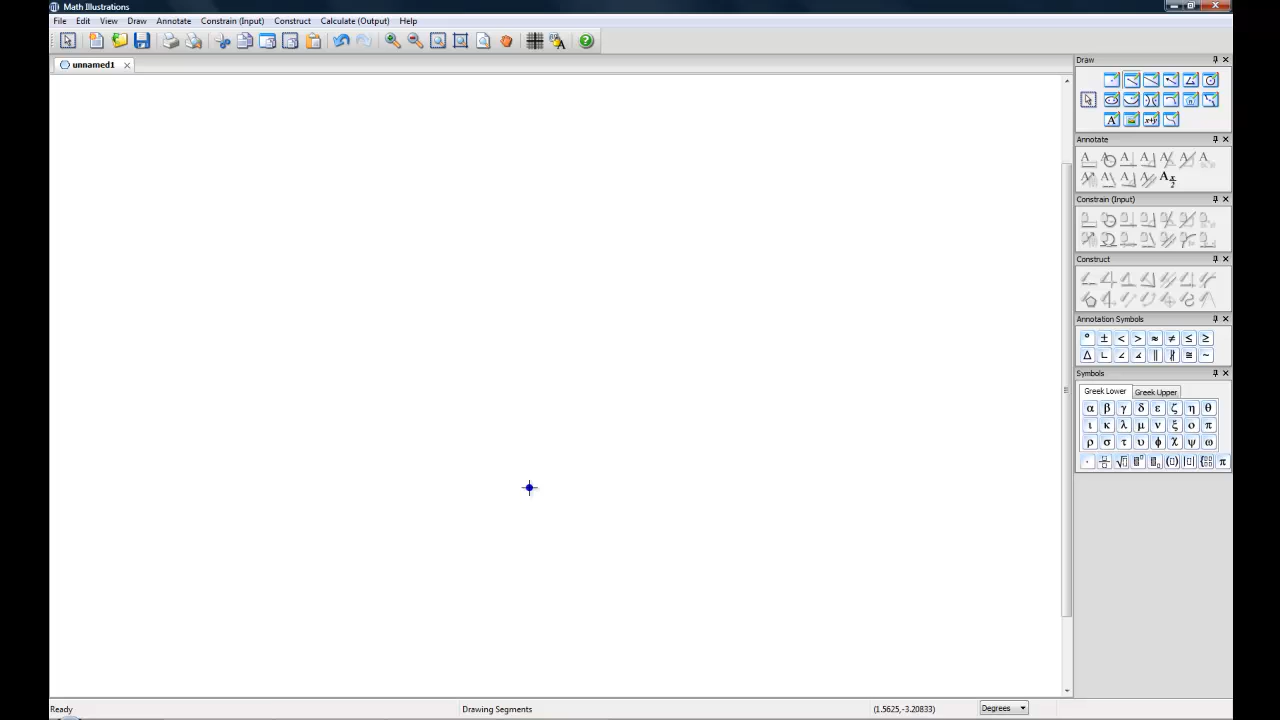 Math Illustrations
File Edit View Draw Annotate Constrain (Input) Construct Calculate (Output) Help
unnamed1
Draw
A x+y
Annotate
Constrain (Input)
Construct
Annotation Symbols
° ± < > ≈ ≠ ≤ ≥
Δ ∟ ∠ ∡ ∥ ∦ ≅ ~
Symbols
Greek Lower Greek Upper
α β γ δ ε ζ η θ
ι κ λ μ ν ξ ο π
ρ σ τ υ ϕ χ ψ ω
Ready Drawing Segments (1.5625,-3.20833) Degrees